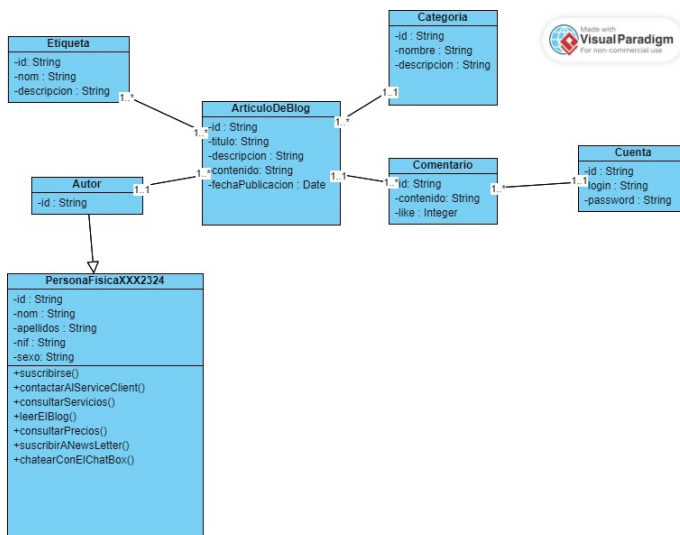 Etiqueta
-id: String
-nom : String
-descripcion : String
1..*
Categoria
-id : String
-nombre : String
-descripcion : String
1..1
Made with
Visual Paradigm
For non-commercial use
ArticuloDeBlog
-id : String
-titulo: String
-descripcion : String
-contenido: String
-fechaPublicacion : Date
1..*
1..*
1..*
1..1
Autor
-id : String
1..1
Comentario
-id: String
-contenido: String
-like : Integer
1..*
1..*
Cuenta
-id : String
-login : String
-password : String
1..1
PersonaFisicaXXX2324
-id : String
-nom : String
-apellidos : String
-nif : String
-sexo: String
+suscribirse()
+contactarAlServiceClient()
+consultarServicios()
+leerElBlog()
+consultarPrecios()
+suscribirANewsLetter()
+chatearConElChatBox()